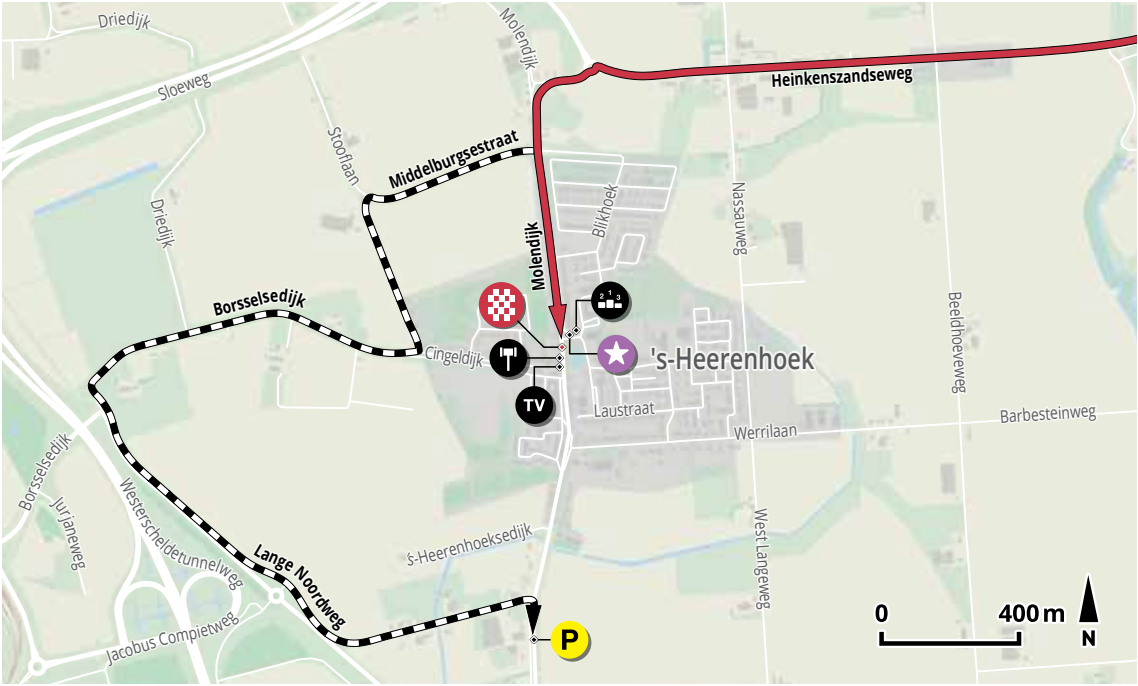 Driedijk
Molendijk
Sloeweg
Heinkenszandseweg
Stooflaan
Middelburgsestraat
Driedijk
Blikhoek
Nassauweg
Molendijk
Borsselsedijk
2 1 3
Cingeldijk
's-Heerenhoek
Beeldhoeveweg
TV
Laustraat
Werrilaan
Barbesteinweg
Borsselsedijk
Jurjaneweg
Westerscheldetunnelweg
's-Heerenhoeksedijk
West Langeweg
Lange Noordweg
Jacobus Compietweg
P
0 400 m
N